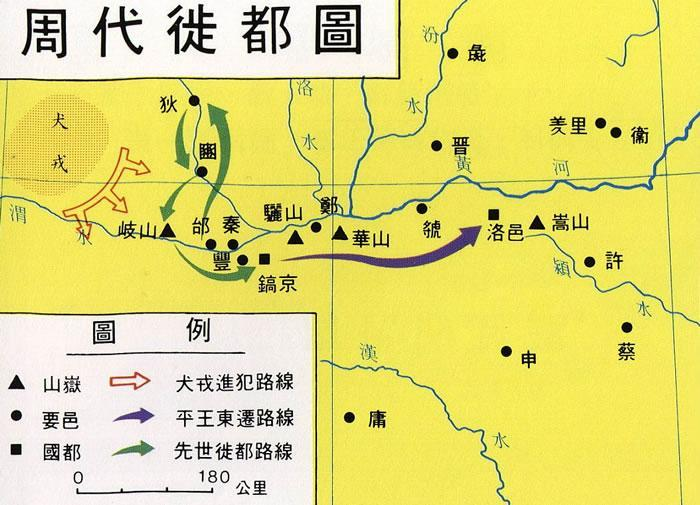 周代徙都圖
汾
彘
水
洛
水
狄
犬
戎
豳
羑里
衞
晉
黃
河
渭
水
岐山
邰
秦
驪山
鄭
華山
虢
洛邑
嵩山
豐
鎬京
潁
水
許
蔡
申
漢
水
庸
圖 例
山嶽
犬戎進犯路線
要邑
平王東遷路線
國都
先世徙都路線
0 180 公里